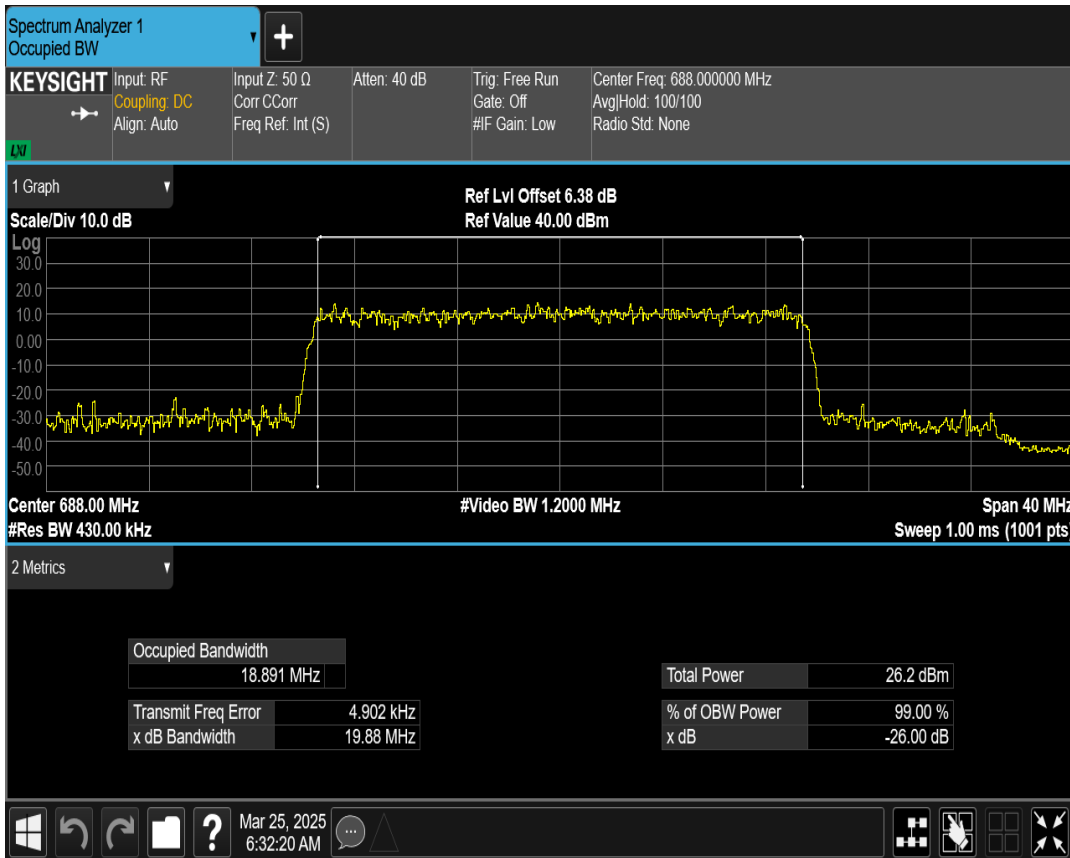 Spectrum Analyzer 1
Occupied BW
+
KEYSIGHT
LXI
Input: RF
Coupling: DC
Align: Auto
Input Z: 50 Ω
Corr CCorr
Freq Ref: Int (S)
Atten: 40 dB
Trig: Free Run
Gate: Off
#IF Gain: Low
Center Freq: 688.000000 MHz
Avg|Hold: 100/100
Radio Std: None
1 Graph
Scale/Div 10.0 dB
Ref Lvl Offset 6.38 dB
Ref Value 40.00 dBm
Log
30.0
20.0
10.0
0.00
-10.0
-20.0
-30.0
-40.0
-50.0
Center 688.00 MHz
#Video BW 1.2000 MHz
Span 40 MHz
#Res BW 430.00 kHz
Sweep 1.00 ms (1001 pts)
2 Metrics
Occupied Bandwidth
18.891 MHz
Transmit Freq Error 4.902 kHz
x dB Bandwidth 19.88 MHz
Total Power 26.2 dBm
% of OBW Power 99.00 %
x dB -26.00 dB
?
Mar 25, 2025
6:32:20 AM